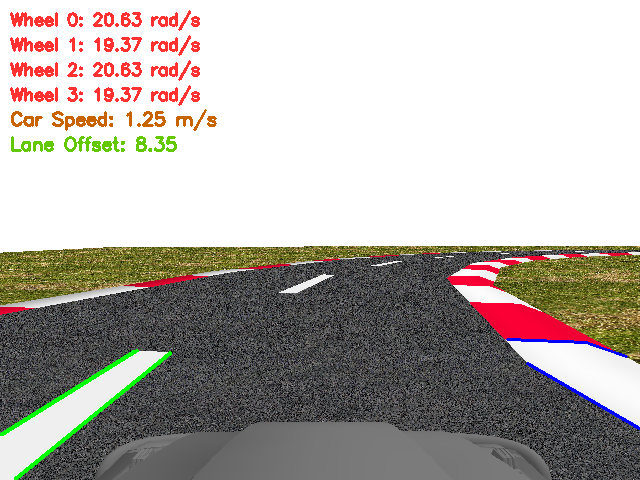 Wheel 0: 20.63 rad/s
Wheel 1: 19.37 rad/s
Wheel 2: 20.63 rad/s
Wheel 3: 19.37 rad/s
Car Speed: 1.25 m/s
Lane Offset: 8.35